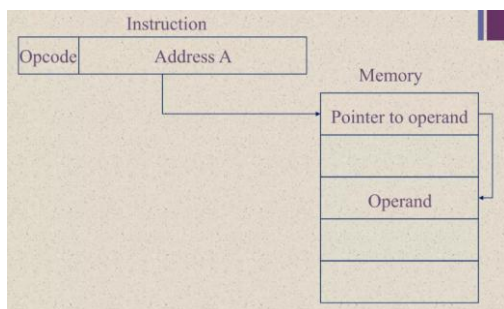 Instruction
Opcode Address A
Memory
Pointer to operand
Operand